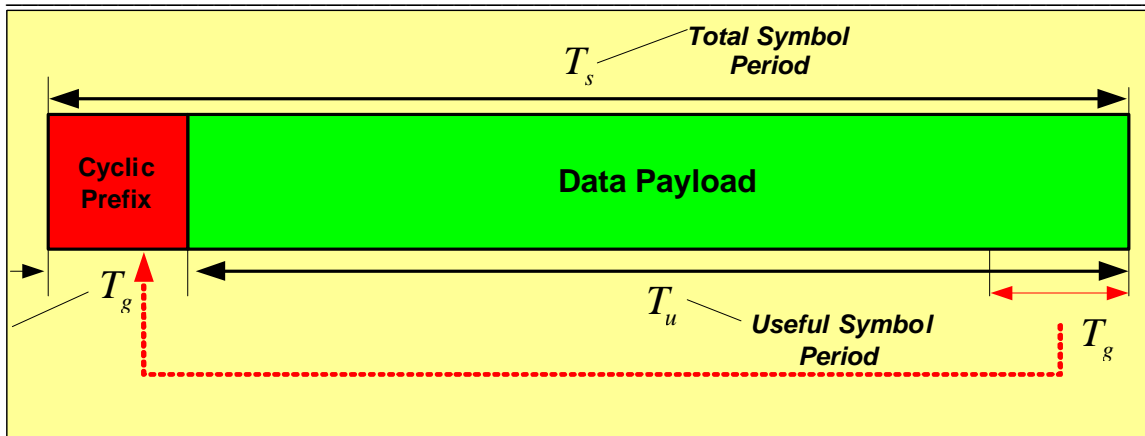 Total Symbol
Period
T_s
Cyclic
Prefix
Data Payload
T_g
T_u
Useful Symbol
Period
T_g